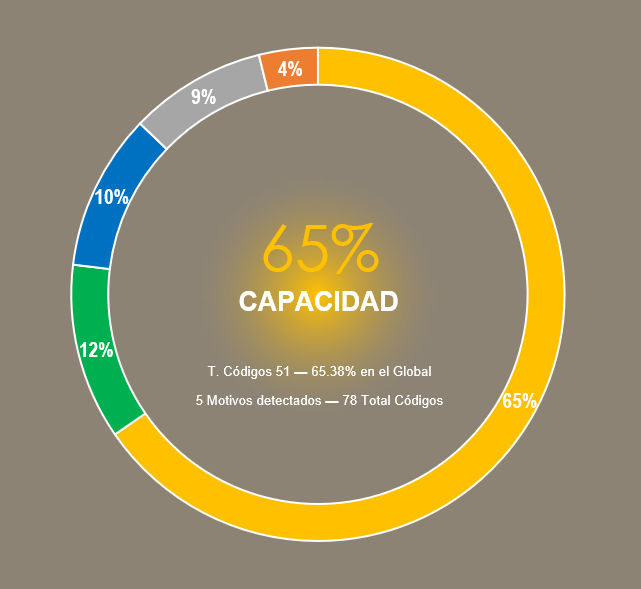 4%
9%
10%
65%
CAPACIDAD
12%
T. Códigos 51 — 65.38% en el Global
5 Motivos detectados — 78 Total Códigos
65%